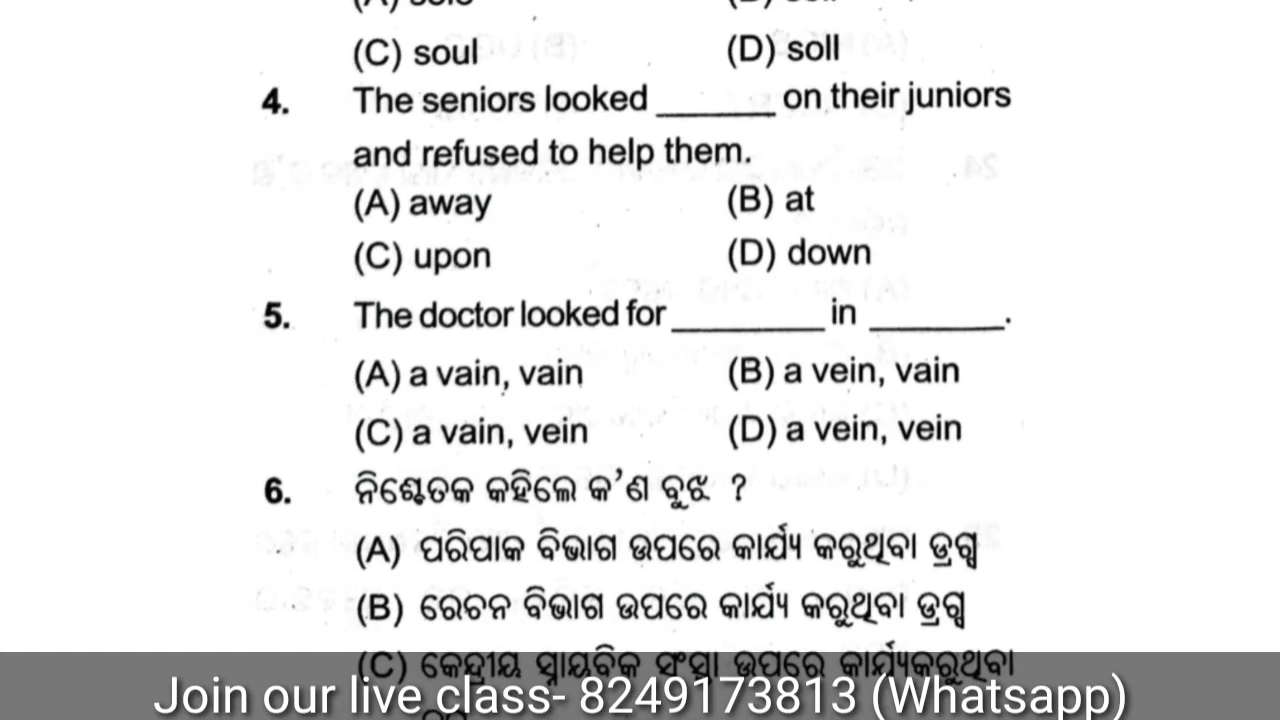 (C) soul (D) soll
4. The seniors looked ________ on their juniors
and refused to help them.
(A) away (B) at
(C) upon (D) down
5. The doctor looked for __________ in _________.
(A) a vain, vain (B) a vein, vain
(C) a vain, vein (D) a vein, vein
6. ନିଶ୍ଚେତକ କହିଲେ କ'ଣ ବୁଝ ?
(A) ପରିପାକ ବିଭାଗ ଉପରେ କାର୍ଯ୍ୟ କରୁଥିବା ଡ୍ରଗ୍ସ
(B) ରେଚନ ବିଭାଗ ଉପରେ କାର୍ଯ୍ୟ କରୁଥିବା ଡ୍ରଗ୍ସ
(C) କେନ୍ଦ୍ରୀୟ ସ୍ନାୟବିକ ସଂସ୍ଥା ଉପରେ କାର୍ଯ୍ୟକରୁଥିବା
Join our live class- 8249173813 (Whatsapp)